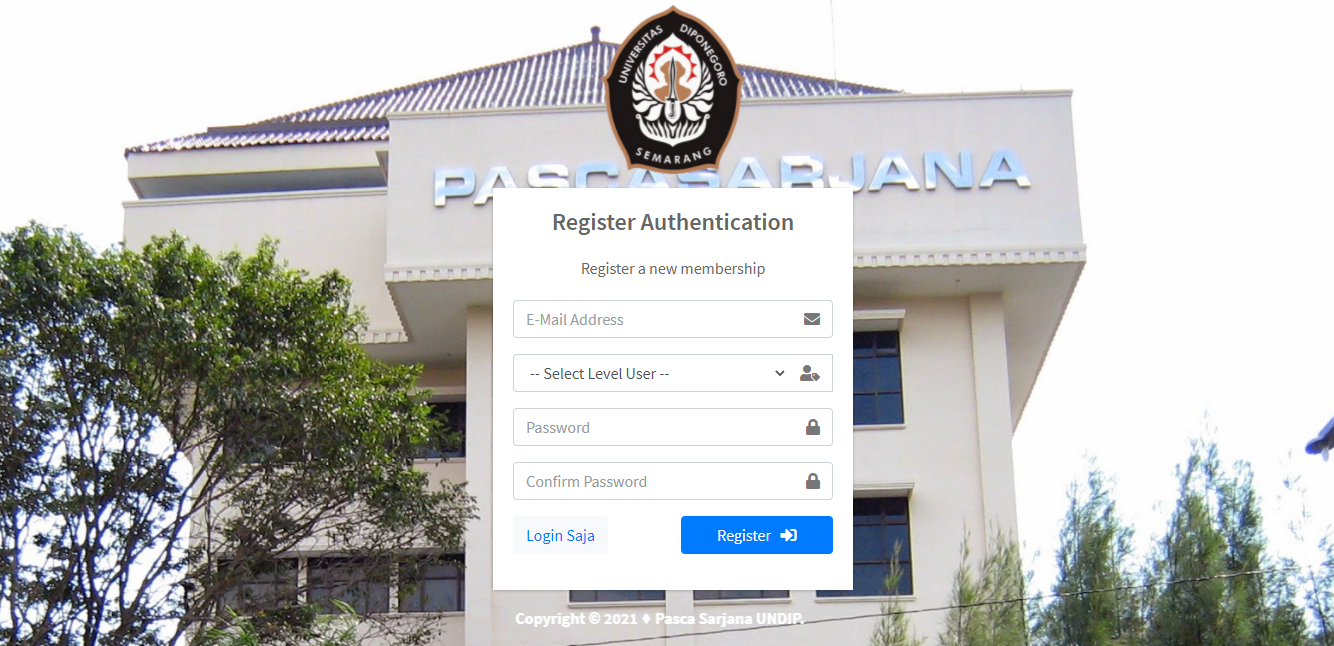 UNIVERSITAS DIPONEGORO
SEMARANG
PASCASARJANA
Register Authentication
Register a new membership
E-Mail Address
-- Select Level User --
Password
Confirm Password
Login Saja
Register
Copyright © 2021 ♦ Pasca Sarjana UNDIP.